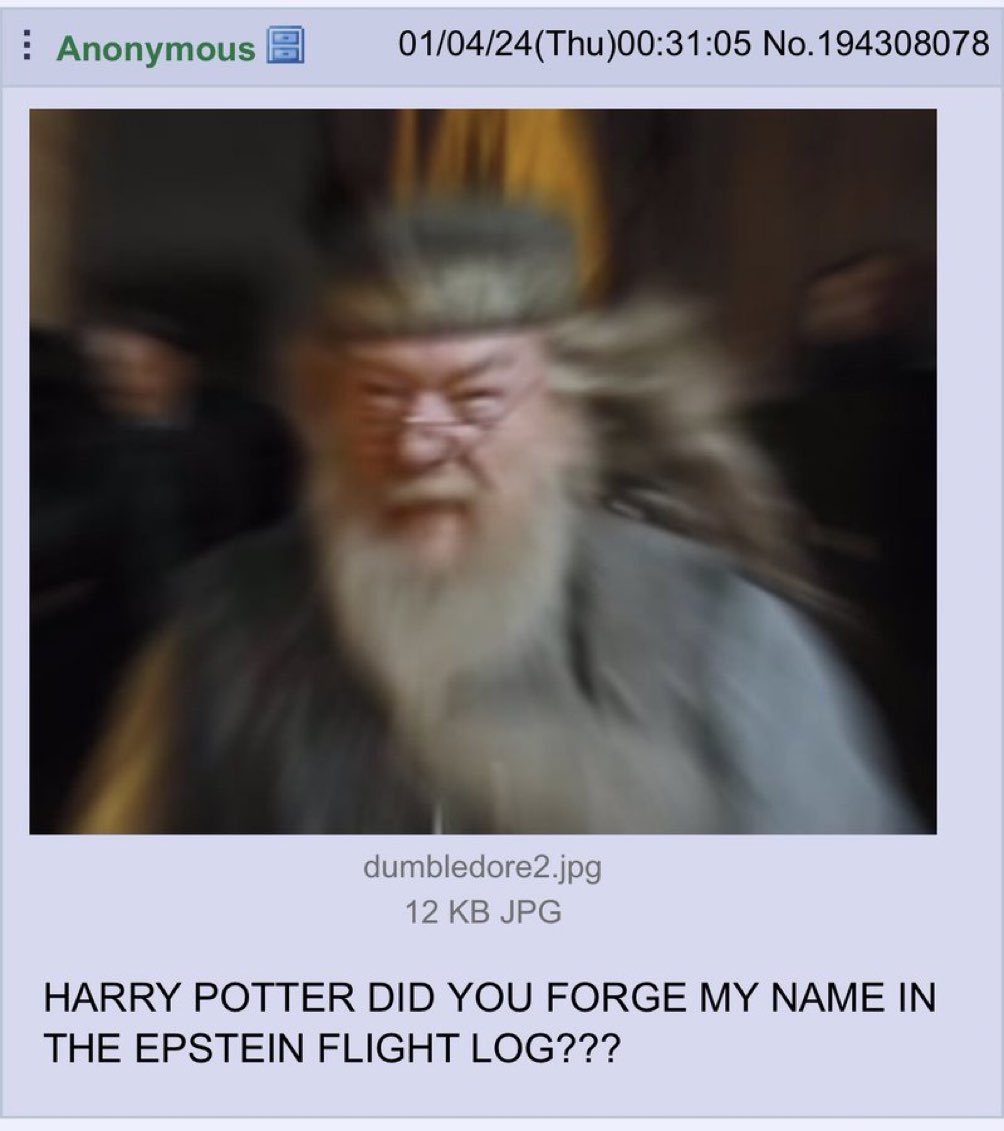 Anonymous 01/04/24(Thu)00:31:05 No.194308078
dumbledore2.jpg
12 KB JPG
HARRY POTTER DID YOU FORGE MY NAME IN
THE EPSTEIN FLIGHT LOG???